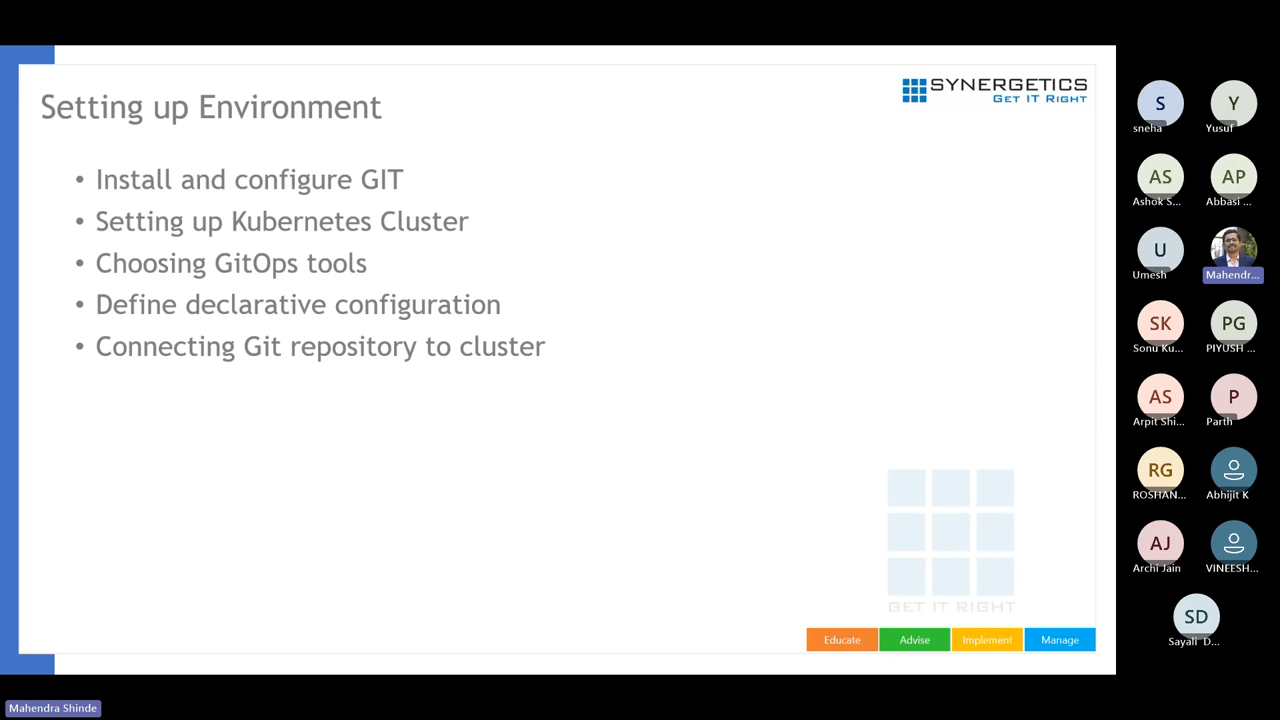 SYNERGETICS
GET IT RIGHT
Setting up Environment
• Install and configure GIT
• Setting up Kubernetes Cluster
• Choosing GitOps tools
• Define declarative configuration
• Connecting Git repository to cluster
GET IT RIGHT
Educate Advise Implement Manage
S Y
sneha Yusuf
AS AP
Ashok S... Abbasi ...
U
Umesh Mahendr...
SK PG
Sonu Ku... PIYUSH ...
AS P
Arpit Shi... Parth
RG
ROSHAN... Abhijit K
AJ
Archi Jain VINEESH...
SD
Sayali D...
Mahendra Shinde